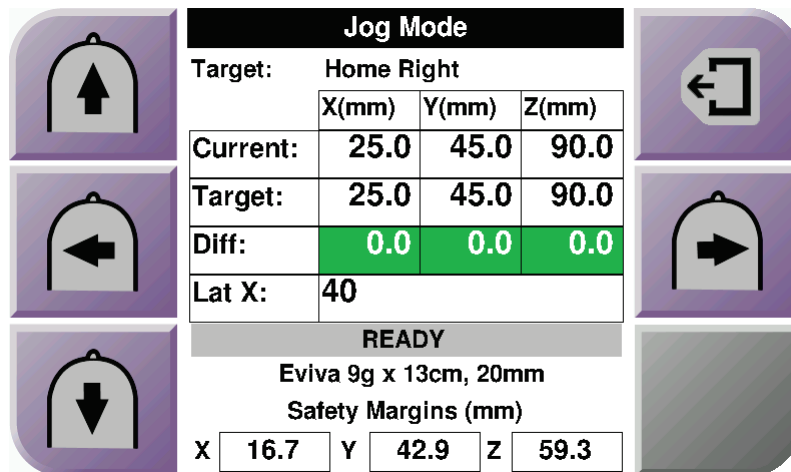 Jog Mode
Target: Home Right
X(mm) Y(mm) Z(mm)
Current: 25.0 45.0 90.0
Target: 25.0 45.0 90.0
Diff: 0.0 0.0 0.0
Lat X: 40
READY
Eviva 9g x 13cm, 20mm
Safety Margins (mm)
X 16.7 Y 42.9 Z 59.3